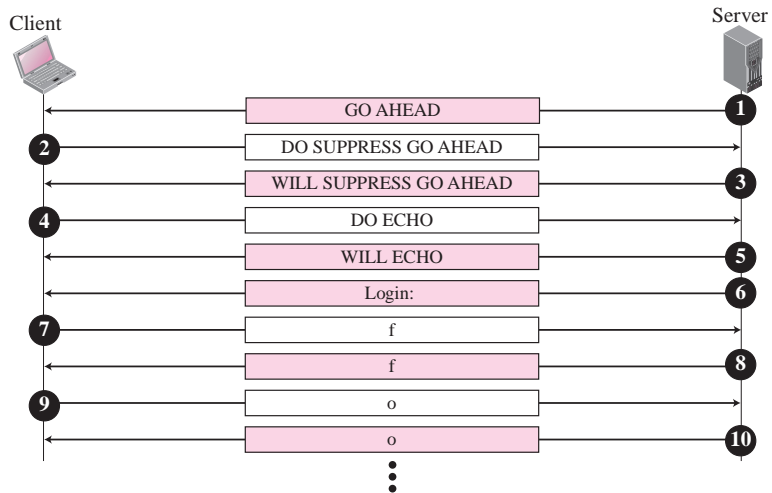 Client
Server
GO AHEAD
1
2
DO SUPPRESS GO AHEAD
WILL SUPPRESS GO AHEAD
3
4
DO ECHO
WILL ECHO
5
Login:
6
7
f
f
8
9
o
o
10